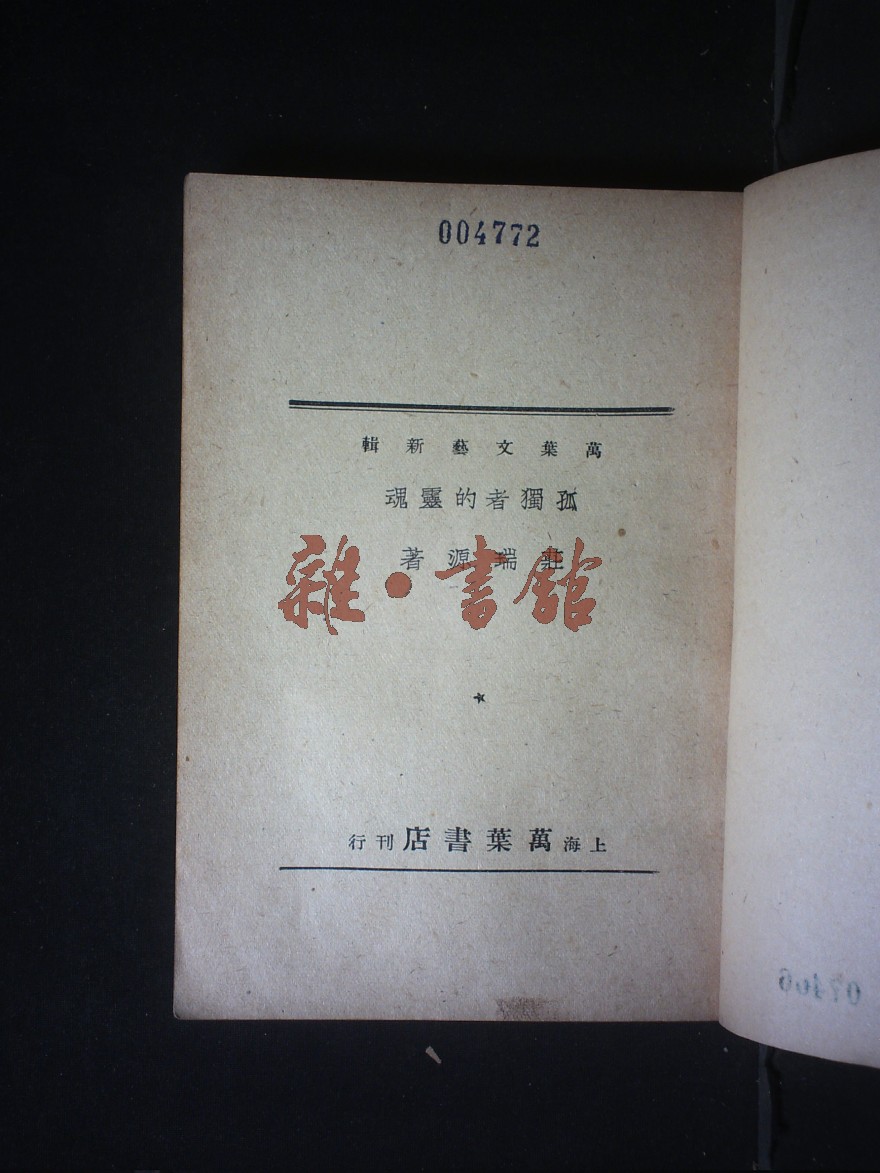 004772
萬葉文藝新輯
孤獨者的靈魂
莊瑞源著
雜·書館
上海萬葉書店刊行